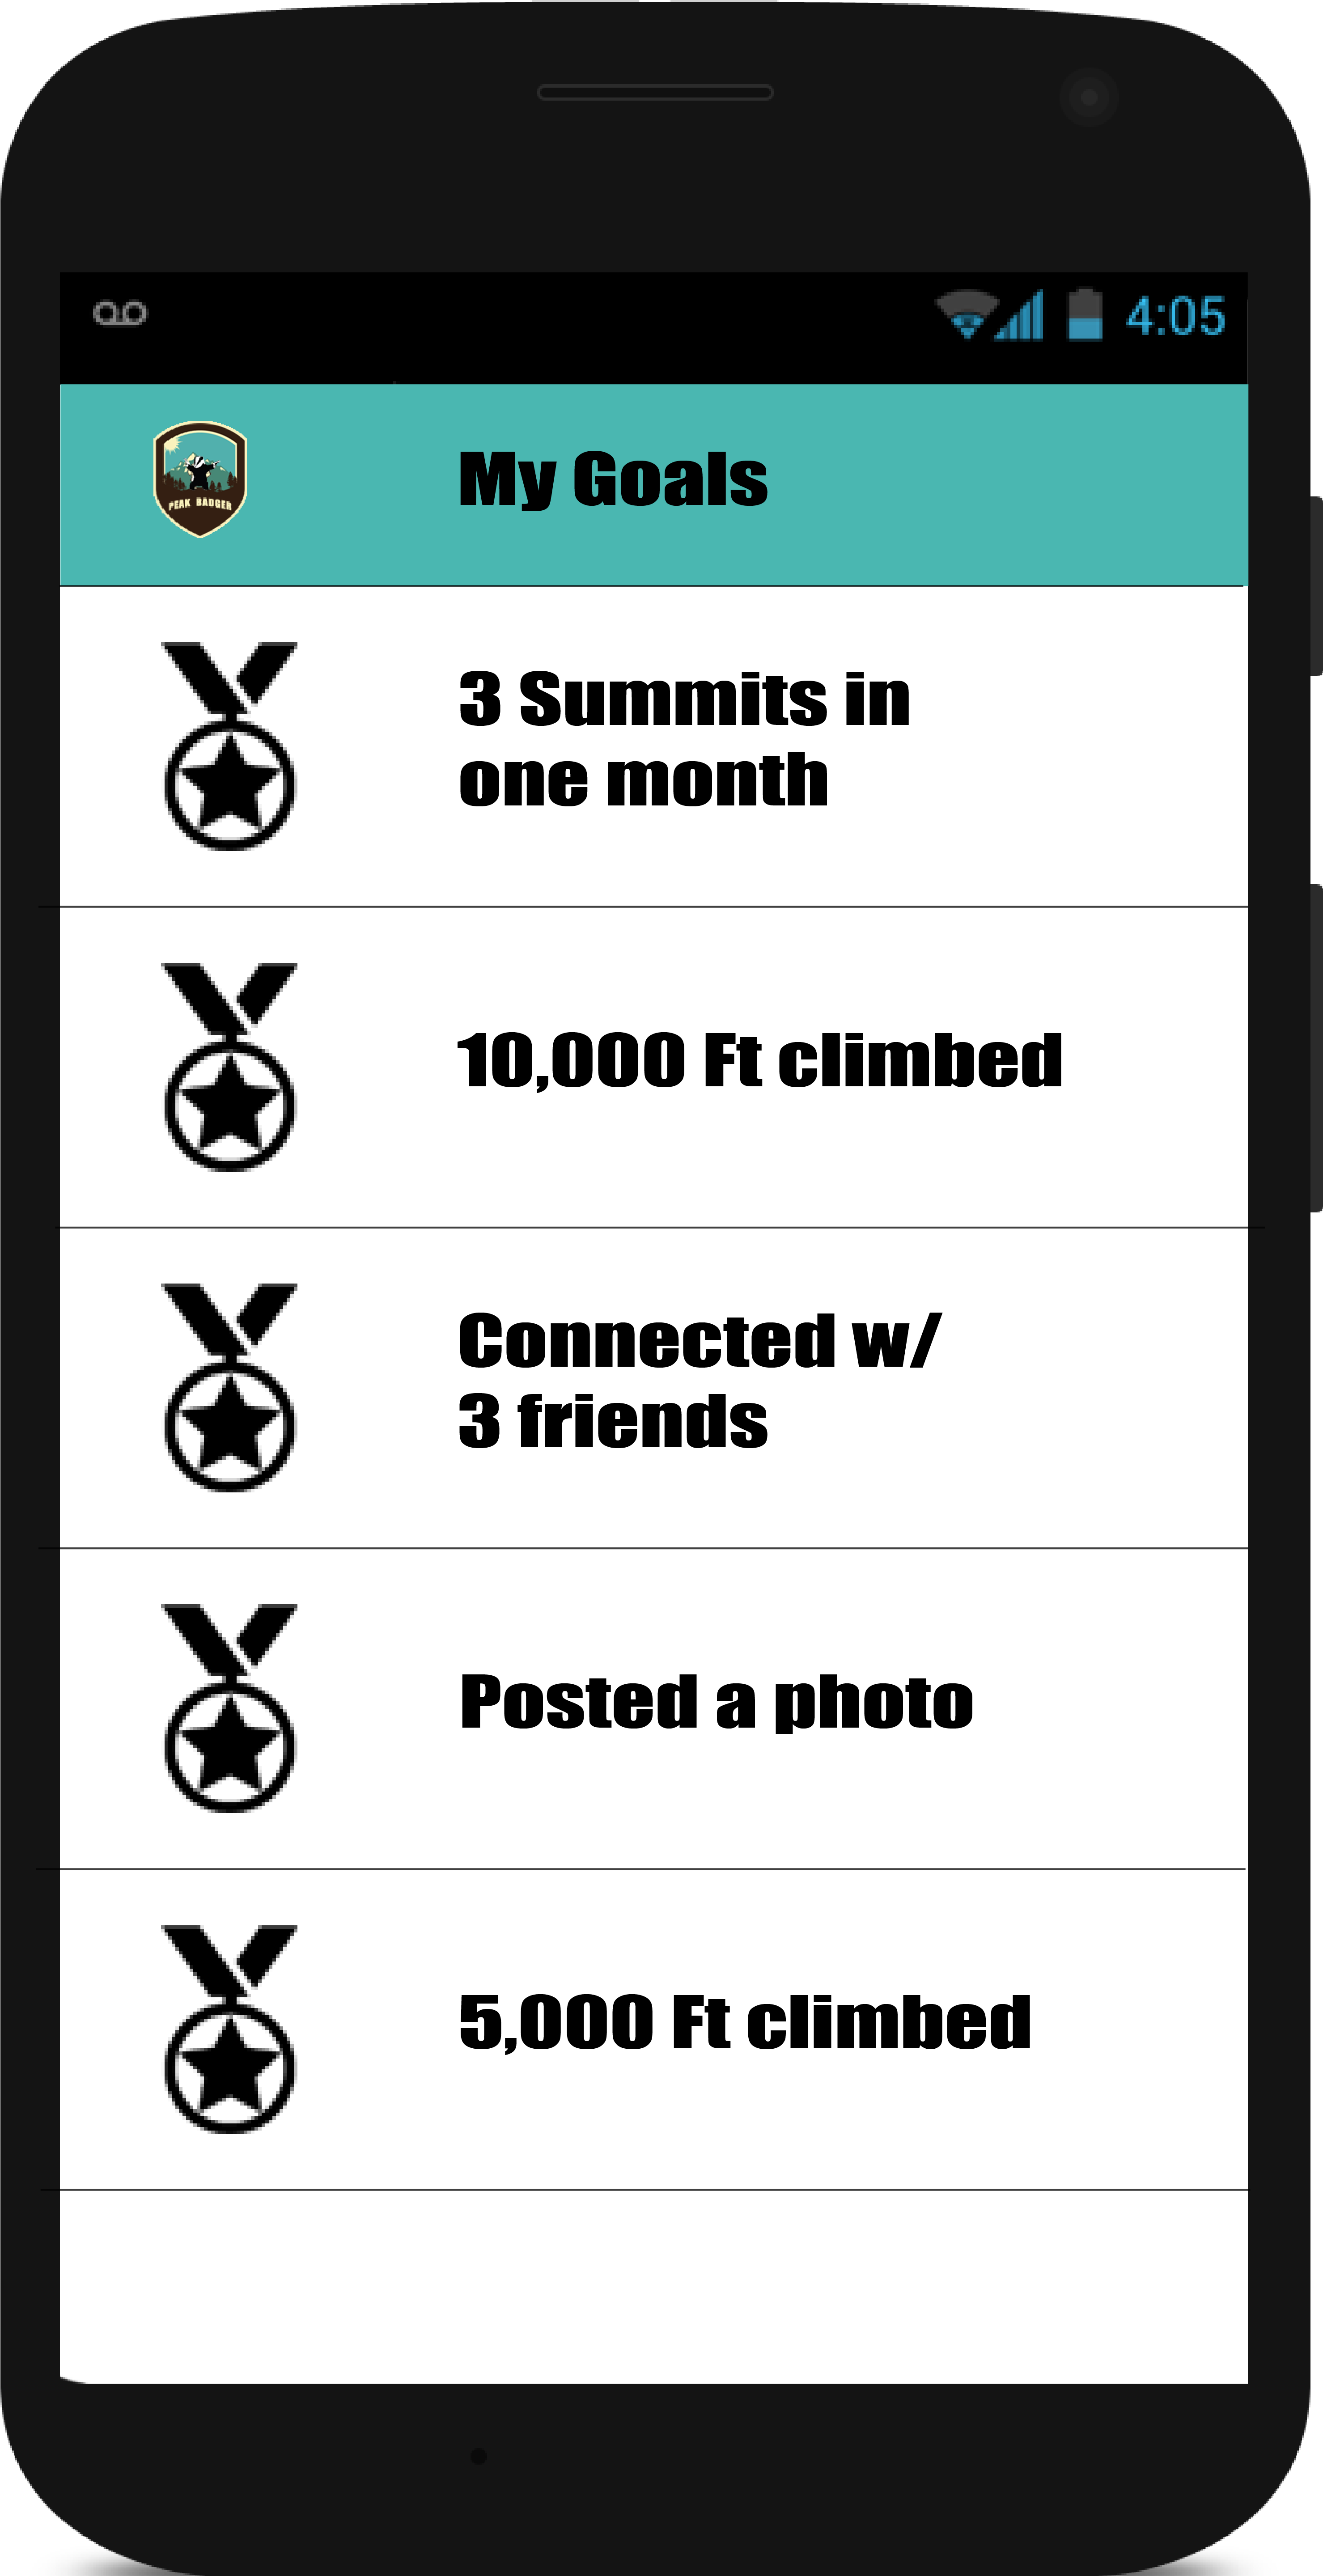 4:05
PEAK BADGER
My Goals
3 Summits in
one month
10,000 Ft climbed
Connected w/
3 friends
Posted a photo
5,000 Ft climbed